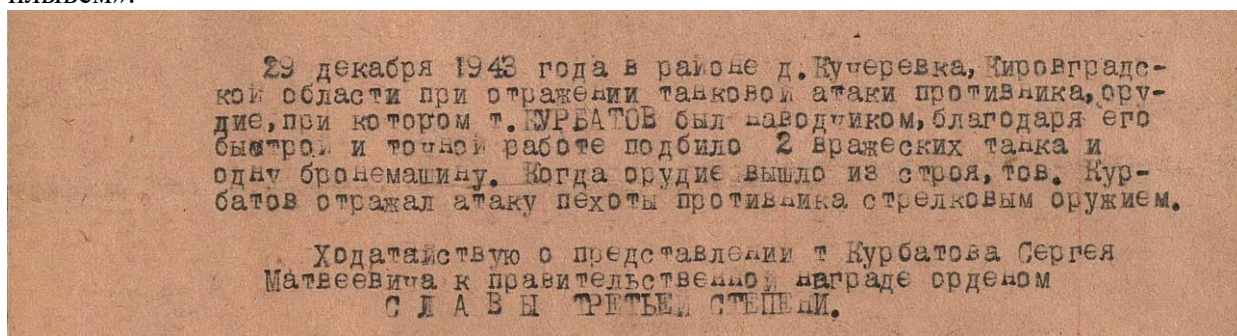 29 декабря 1943 года в районе д.Кучеревка,Кировградс-
кой области при отражении танковой атаки противника,ору-
дие,при котором т.КУРБАТОВ был наводчиком,благодаря его
быстрой и точной работе подбило 2 вражеских танка и
одну бронемашину. Когда орудие вышло из строя,тов. Кур-
батов отражал атаку пехоты противника стрелковым оружием.
Ходатайствую о представлении т Курбатова Сергея
Матвеевича к правительственной награде орденом
С Л А В Ы ТРЕТЬЕЙ СТЕПЕНИ.